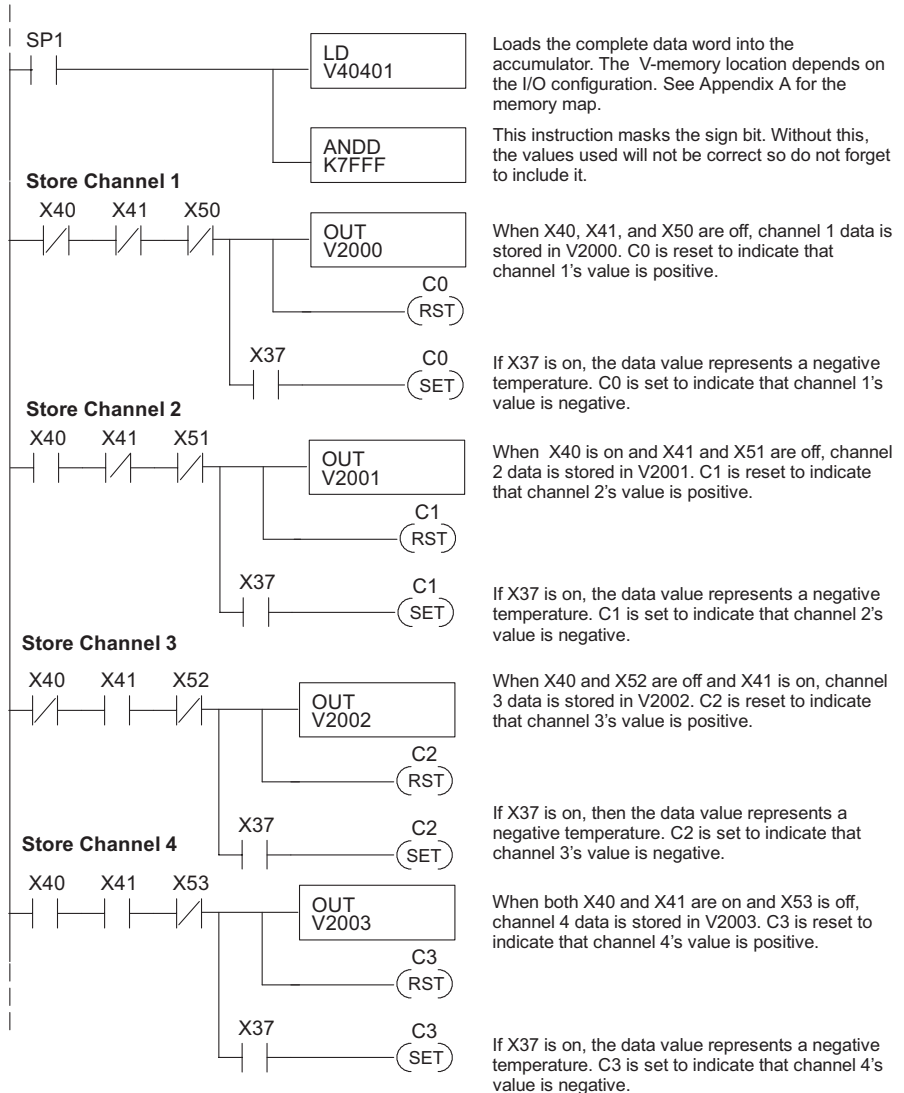 SP1
LD
V40401
Loads the complete data word into the
accumulator. The V-memory location depends on
the I/O configuration. See Appendix A for the
memory map.
ANDD
K7FFF
This instruction masks the sign bit. Without this,
the values used will not be correct so do not forget
to include it.
Store Channel 1
X40 X41 X50
OUT
V2000
When X40, X41, and X50 are off, channel 1 data is
stored in V2000. C0 is reset to indicate that
channel 1's value is positive.
C0
RST
X37
C0
SET
If X37 is on, the data value represents a negative
temperature. C0 is set to indicate that channel 1's
value is negative.
Store Channel 2
X40 X41 X51
OUT
V2001
When X40 is on and X41 and X51 are off, channel
2 data is stored in V2001. C1 is reset to indicate
that channel 2's value is positive.
C1
RST
X37
C1
SET
If X37 is on, the data value represents a negative
temperature. C1 is set to indicate that channel 2's
value is negative.
Store Channel 3
X40 X41 X52
OUT
V2002
When X40 and X52 are off and X41 is on, channel
3 data is stored in V2002. C2 is reset to indicate
that channel 3's value is positive.
C2
RST
X37
C2
SET
If X37 is on, then the data value represents a
negative temperature. C2 is set to indicate that
channel 3's value is negative.
Store Channel 4
X40 X41 X53
OUT
V2003
When both X40 and X41 are on and X53 is off,
channel 4 data is stored in V2003. C3 is reset to
indicate that channel 4's value is positive.
C3
RST
X37
C3
SET
If X37 is on, the data value represents a negative
temperature. C3 is set to indicate that channel 4's
value is negative.